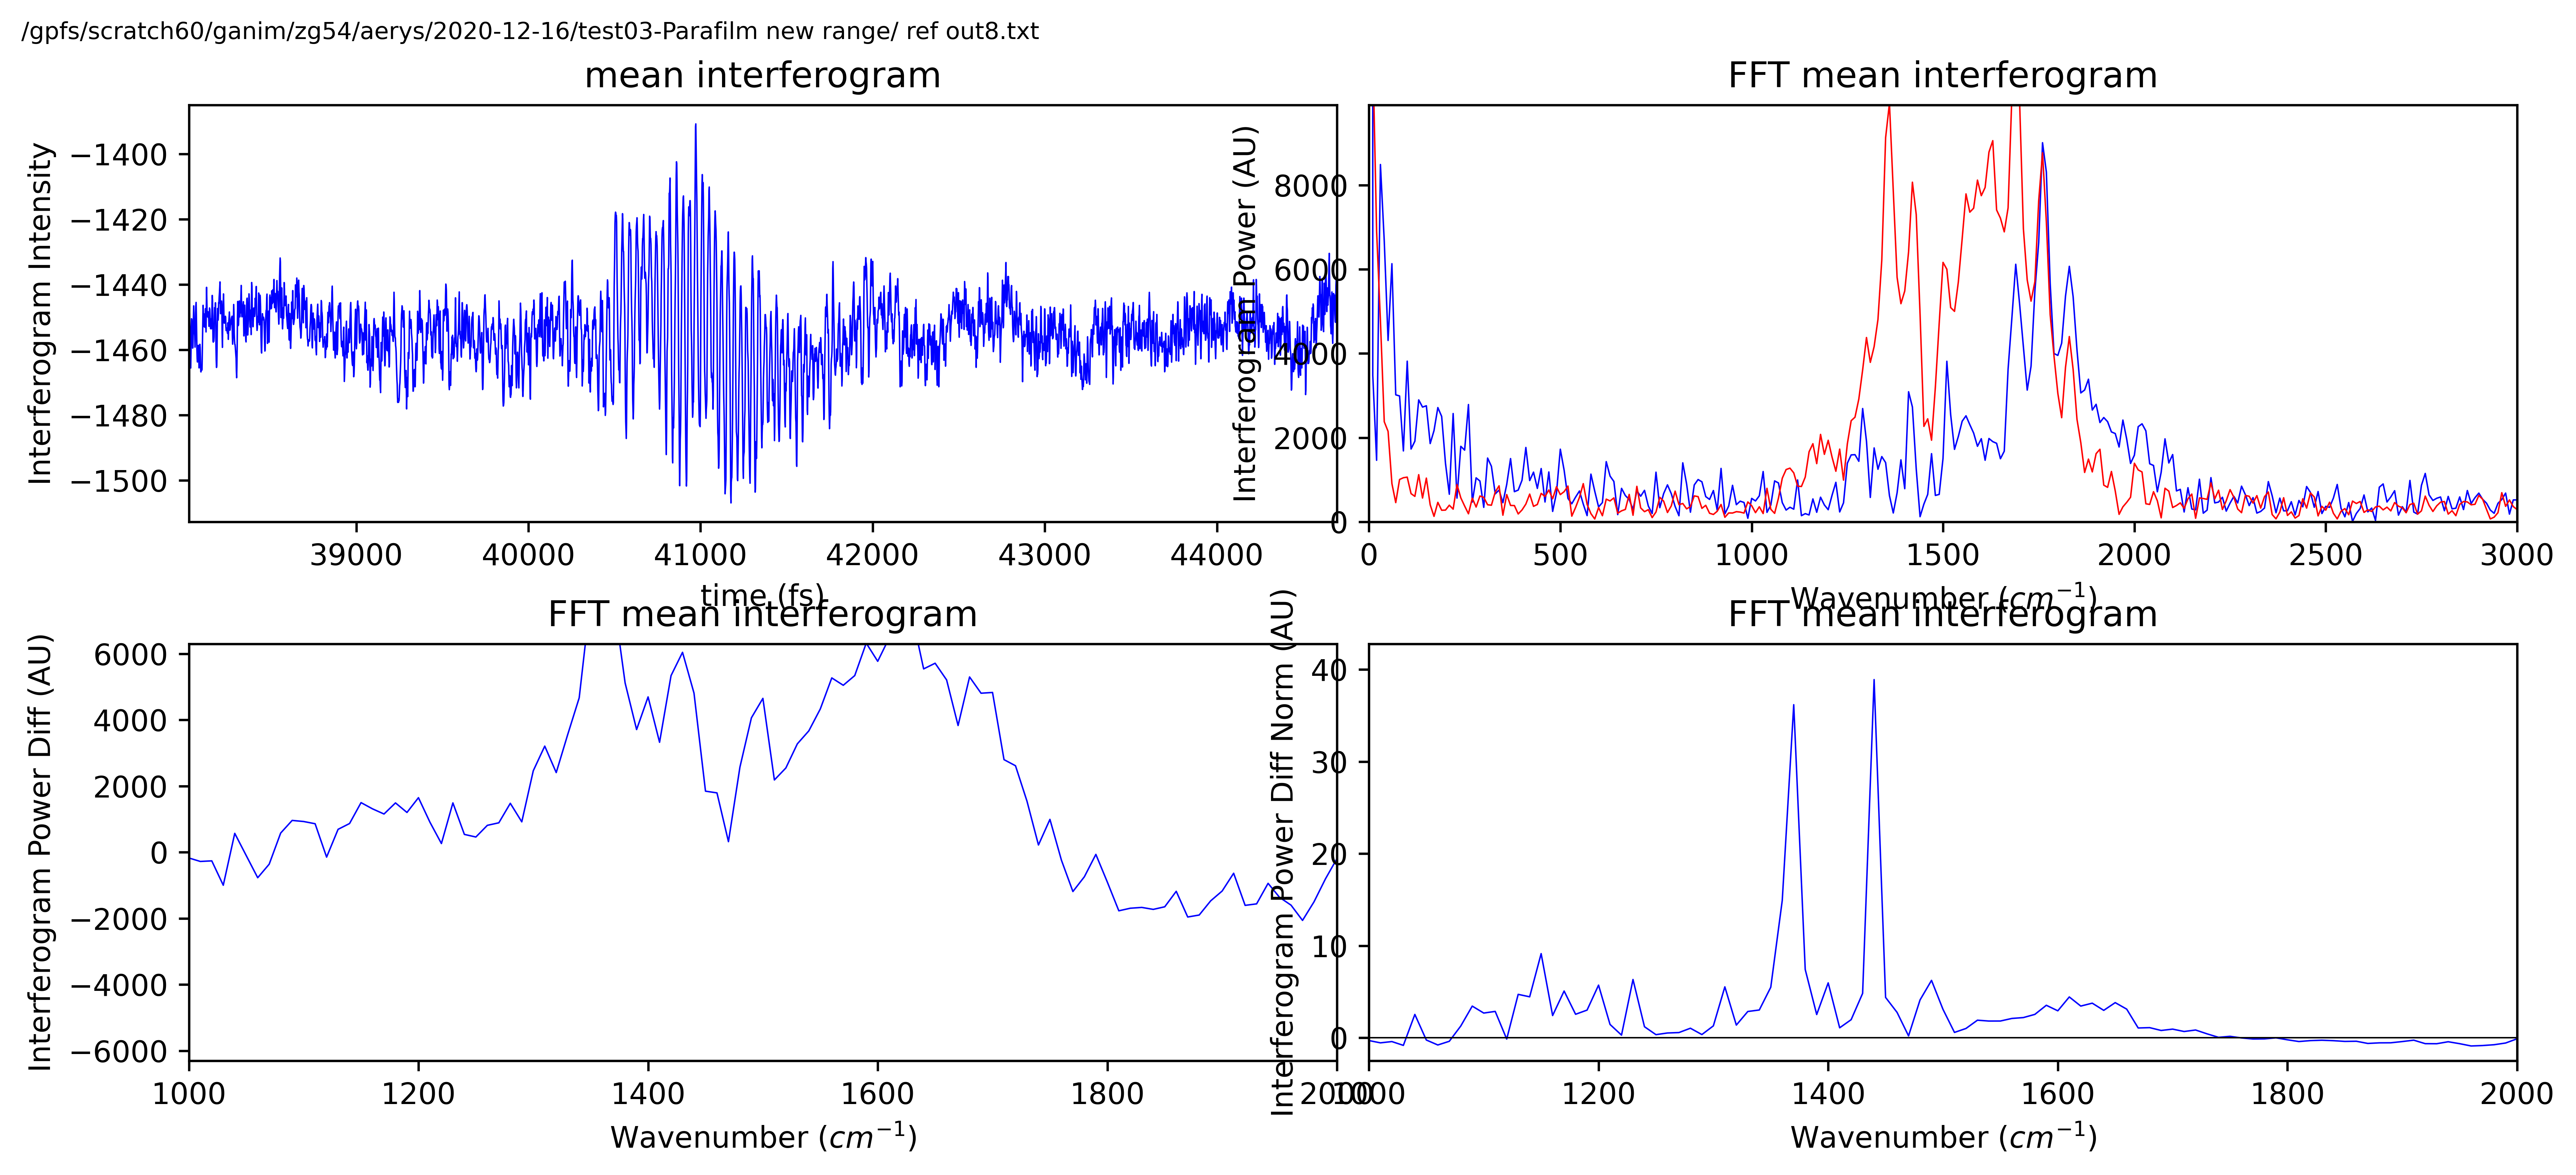 /gpfs/scratch60/ganim/zg54/aerys/2020-12-16/test03-Parafilm new range/ ref out8.txt
mean interferogram
Interferogram Intensity
−1400
−1420
−1440
−1460
−1480
−1500
39000 40000 41000 42000 43000 44000
time (fs)
FFT mean interferogram
Interferogram Power (AU)
8000
6000
4000
2000
0
0 500 1000 1500 2000 2500 3000
Wavenumber (cm⁻¹)
FFT mean interferogram
Interferogram Power Diff (AU)
6000
4000
2000
0
−2000
−4000
−6000
1000 1200 1400 1600 1800 2000
Wavenumber (cm⁻¹)
FFT mean interferogram
Interferogram Power Diff Norm (AU)
40
30
20
10
0
1000 1200 1400 1600 1800 2000
Wavenumber (cm⁻¹)